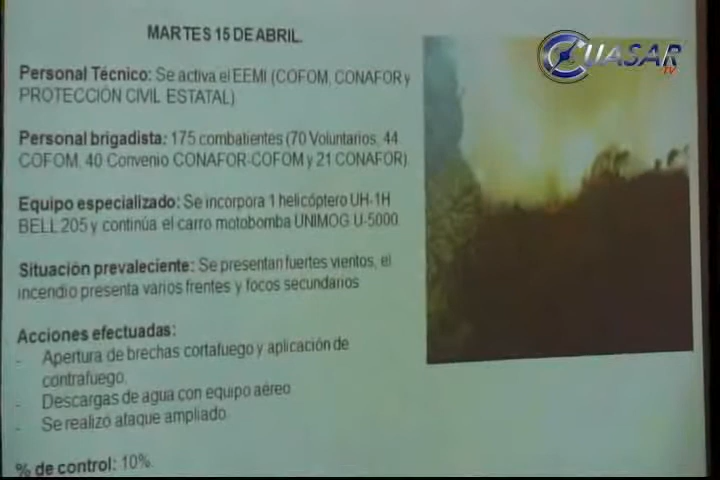 MARTES 15 DE ABRIL.
CUASAR
TV
Personal Técnico: Se activa el EEMI (COFOM, CONAFOR y
PROTECCIÓN CIVIL ESTATAL)
Personal brigadista: 175 combatientes (70 Voluntarios, 44
COFOM, 40 Convenio CONAFOR-COFOM y 21 CONAFOR).
Equipo especializado: Se incorpora 1 helicóptero UH-1H
BELL 205 y continúa el carro motobomba UNIMOG U-5000.
Situación prevaleciente: Se presentan fuertes vientos, el
incendio presenta varios frentes y focos secundarios
Acciones efectuadas:
- Apertura de brechas cortafuego y aplicación de
contrafuego.
- Descargas de agua con equipo aéreo
- Se realizó ataque ampliado.
% de control: 10%.